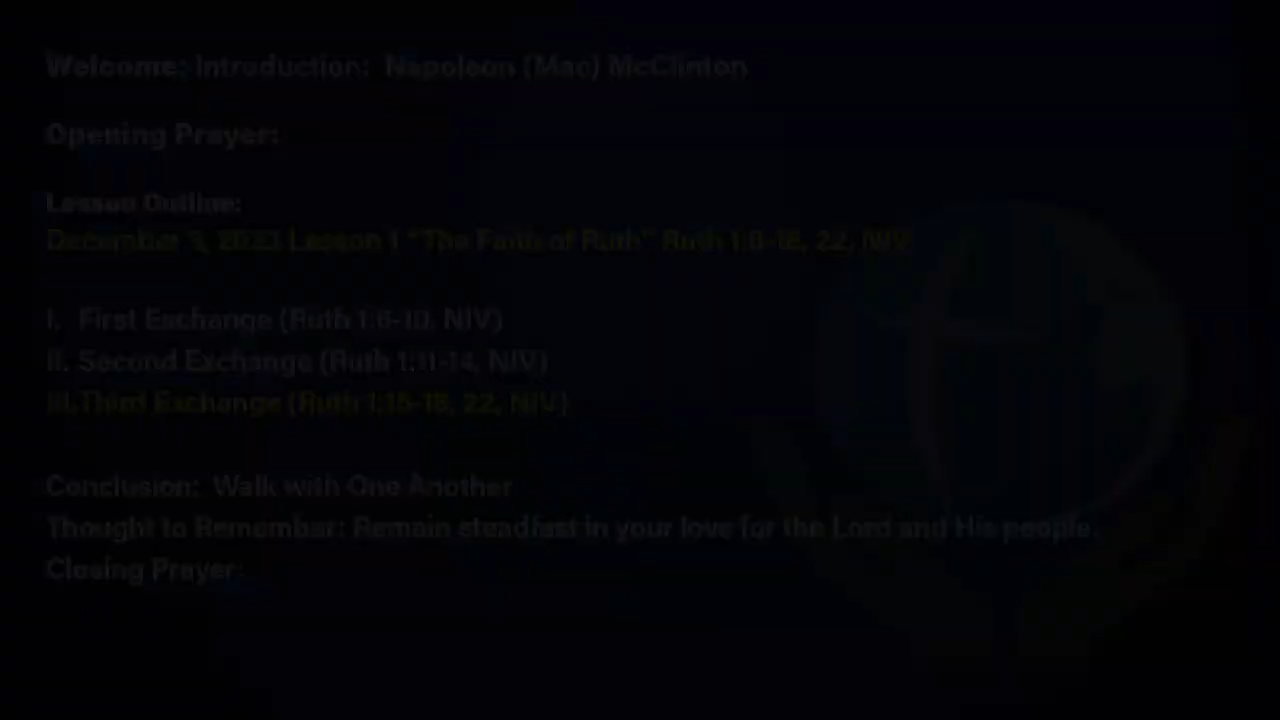 Welcome: Introduction: Napoleon (Mac) McClinton
Opening Prayer:
Lesson Outline:
December 3, 2023 Lesson 1 "The Faith of Ruth" Ruth 1:6-18, 22, NIV
I. First Exchange (Ruth 1:6-10, NIV)
II. Second Exchange (Ruth 1:11-14, NIV)
III.Third Exchange (Ruth 1:15-18, 22, NIV)
Conclusion: Walk with One Another
Thought to Remember: Remain steadfast in your love for the Lord and His people.
Closing Prayer: